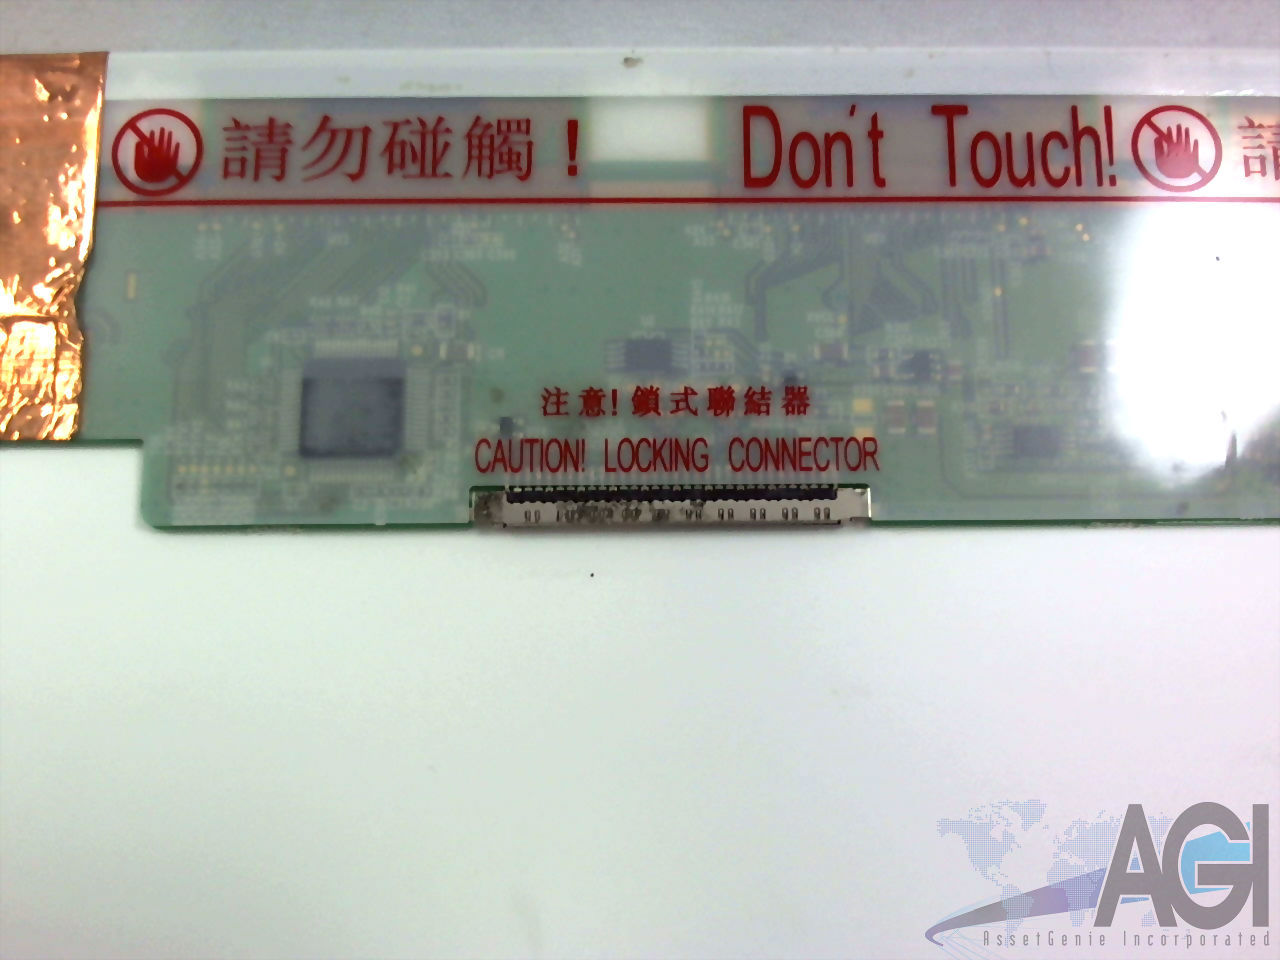 請勿碰觸！ Don't Touch! 請
注意! 鎖式聯結器
CAUTION! LOCKING CONNECTOR
AGI
AssetGenie Incorporated